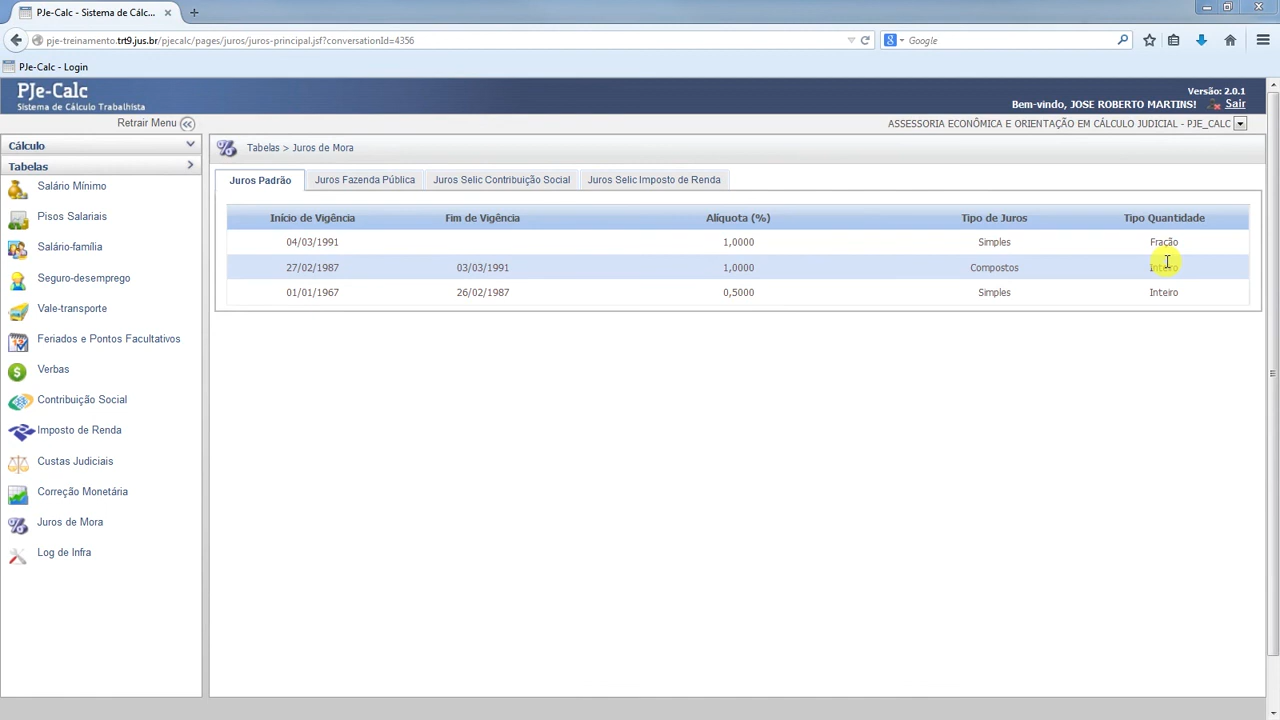 PJe-Calc - Sistema de Cálc...
pje-treinamento.trt9.jus.br/pjecalc/pages/juros/juros-principal.jsf?conversationId=4356
Google
PJe-Calc - Login
PJe-Calc
Sistema de Cálculo Trabalhista
Versão: 2.0.1
Bem-vindo, JOSE ROBERTO MARTINS! Sair
Retrair Menu
ASSESSORIA ECONÔMICA E ORIENTAÇÃO EM CÁLCULO JUDICIAL - PJE_CALC
Cálculo
Tabelas
Salário Mínimo
Pisos Salariais
Salário-família
Seguro-desemprego
Vale-transporte
Feriados e Pontos Facultativos
Verbas
Contribuição Social
Imposto de Renda
Custas Judiciais
Correção Monetária
Juros de Mora
Log de Infra
Tabelas > Juros de Mora
Juros Padrão Juros Fazenda Pública Juros Selic Contribuição Social Juros Selic Imposto de Renda
Início de Vigência Fim de Vigência Alíquota (%) Tipo de Juros Tipo Quantidade
04/03/1991 1,0000 Simples Fração
27/02/1987 03/03/1991 1,0000 Compostos Inteiro
01/01/1967 26/02/1987 0,5000 Simples Inteiro